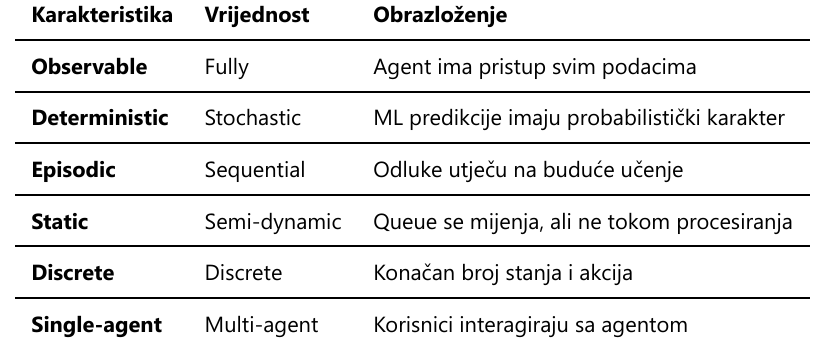 Karakteristika Vrijednost Obrazloženje
Observable Fully Agent ima pristup svim podacima
Deterministic Stochastic ML predikcije imaju probabilistički karakter
Episodic Sequential Odluke utječu na buduće učenje
Static Semi-dynamic Queue se mijenja, ali ne tokom procesiranja
Discrete Discrete Konačan broj stanja i akcija
Single-agent Multi-agent Korisnici interagiraju sa agentom